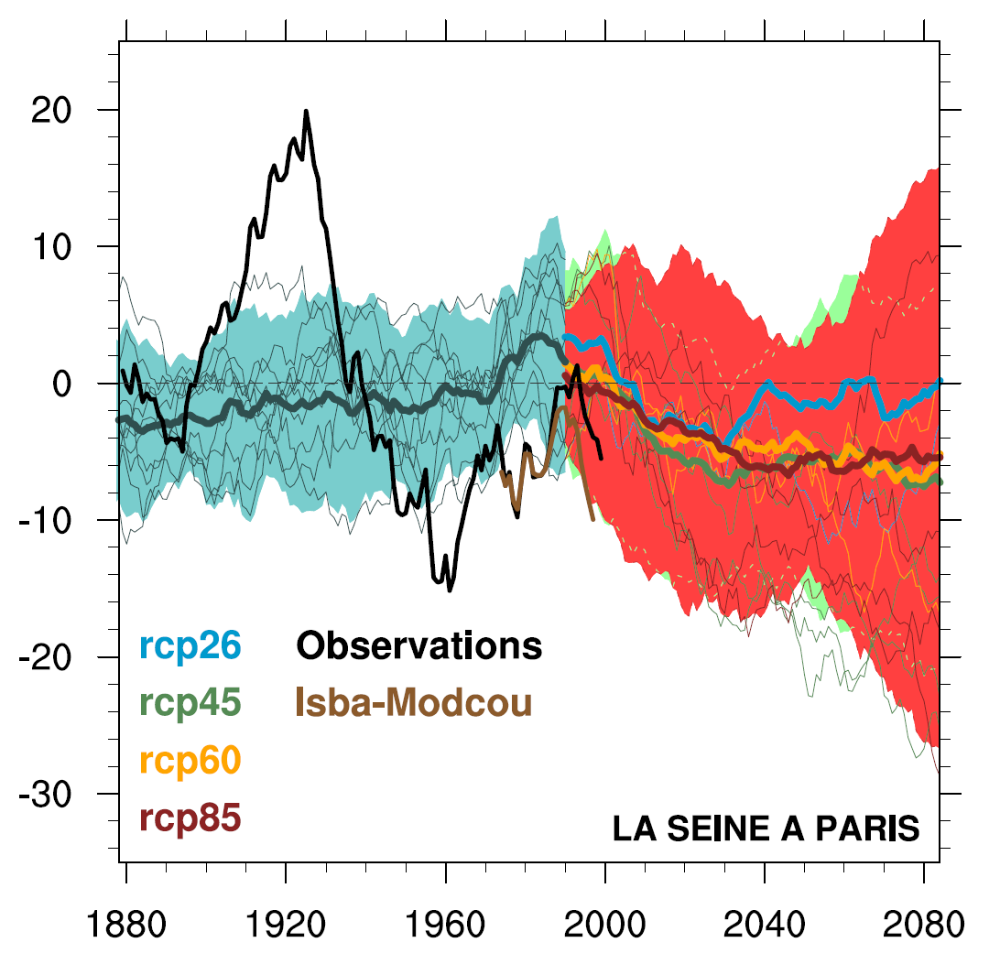 20
10
0
-10
-20
-30
rcp26 Observations
rcp45 Isba-Modcou
rcp60
rcp85
LA SEINE A PARIS
1880 1920 1960 2000 2040 2080